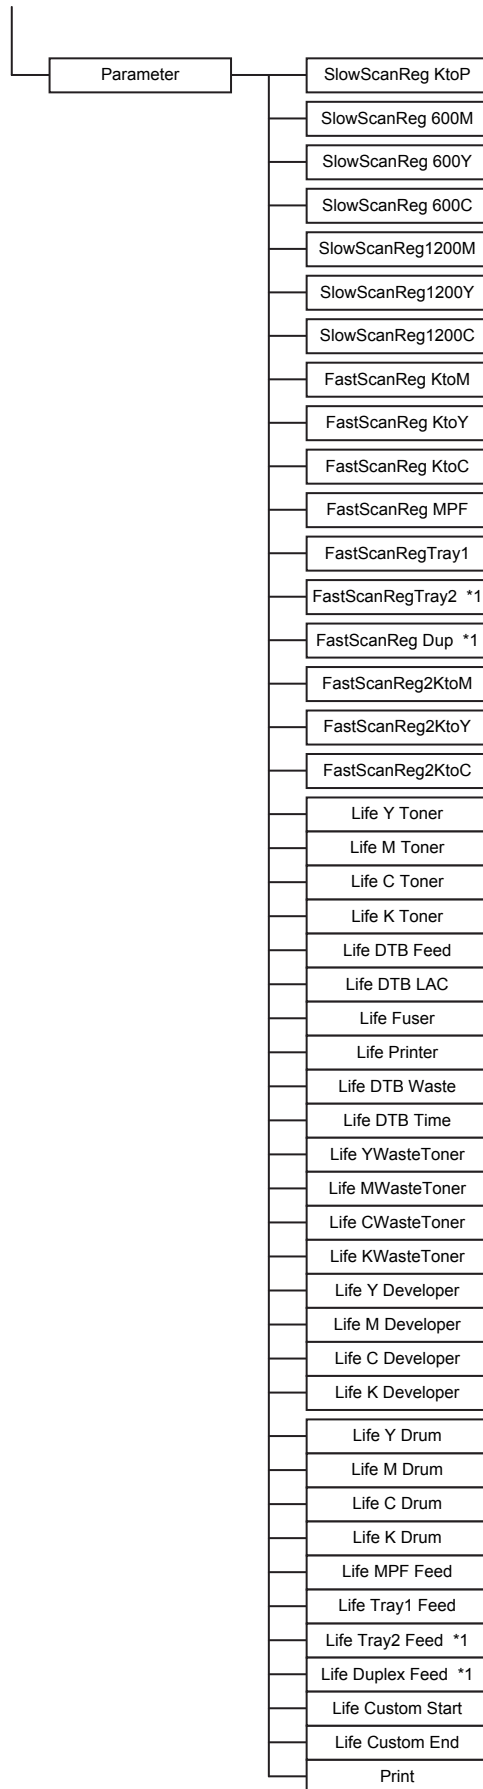 Parameter
SlowScanReg KtoP
SlowScanReg 600M
SlowScanReg 600Y
SlowScanReg 600C
SlowScanReg1200M
SlowScanReg1200Y
SlowScanReg1200C
FastScanReg KtoM
FastScanReg KtoY
FastScanReg KtoC
FastScanReg MPF
FastScanRegTray1
FastScanRegTray2 *1
FastScanReg Dup *1
FastScanReg2KtoM
FastScanReg2KtoY
FastScanReg2KtoC
Life Y Toner
Life M Toner
Life C Toner
Life K Toner
Life DTB Feed
Life DTB LAC
Life Fuser
Life Printer
Life DTB Waste
Life DTB Time
Life YWasteToner
Life MWasteToner
Life CWasteToner
Life KWasteToner
Life Y Developer
Life M Developer
Life C Developer
Life K Developer
Life Y Drum
Life M Drum
Life C Drum
Life K Drum
Life MPF Feed
Life Tray1 Feed
Life Tray2 Feed *1
Life Duplex Feed *1
Life Custom Start
Life Custom End
Print